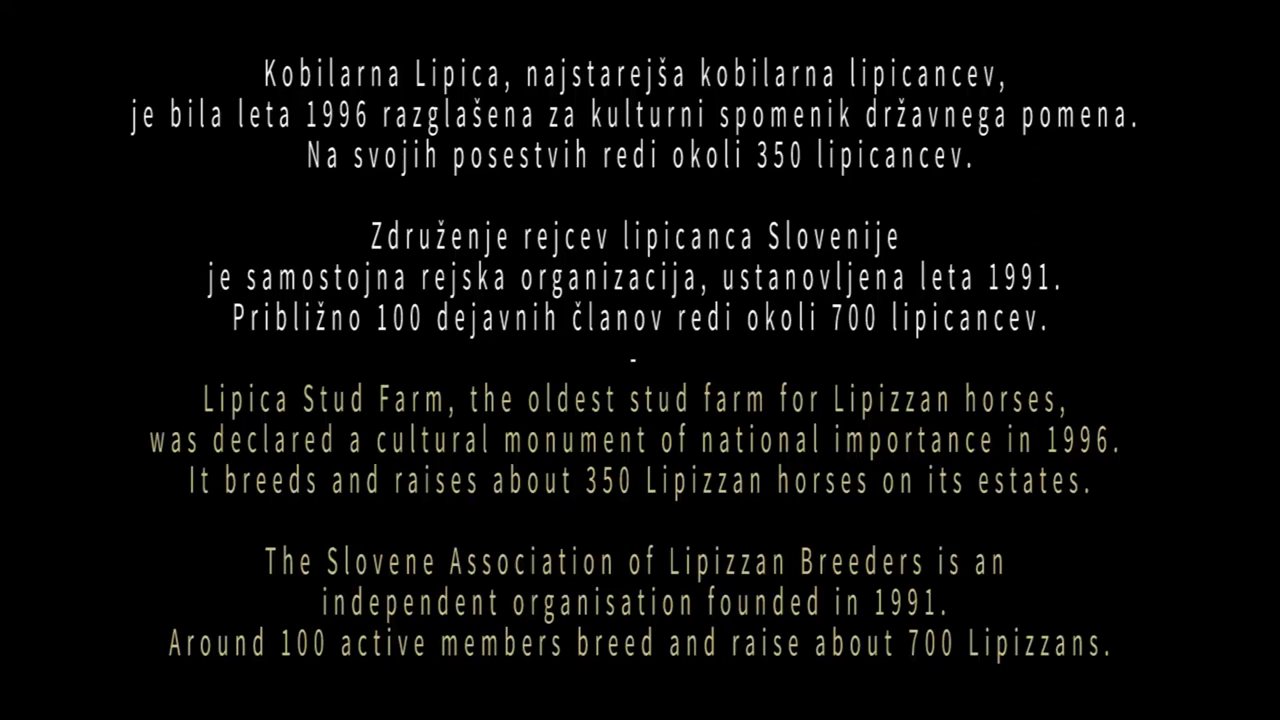 Kobilarna Lipica, najstarejša kobilarna lipicancev,
je bila leta 1996 razglašena za kulturni spomenik državnega pomena.
Na svojih posestvih redi okoli 350 lipicancev.
Združenje rejcev lipicanca Slovenije
je samostojna rejska organizacija, ustanovljena leta 1991.
Približno 100 dejavnih članov redi okoli 700 lipicancev.
-
Lipica Stud Farm, the oldest stud farm for Lipizzan horses,
was declared a cultural monument of national importance in 1996.
It breeds and raises about 350 Lipizzan horses on its estates.
The Slovene Association of Lipizzan Breeders is an
independent organisation founded in 1991.
Around 100 active members breed and raise about 700 Lipizzans.